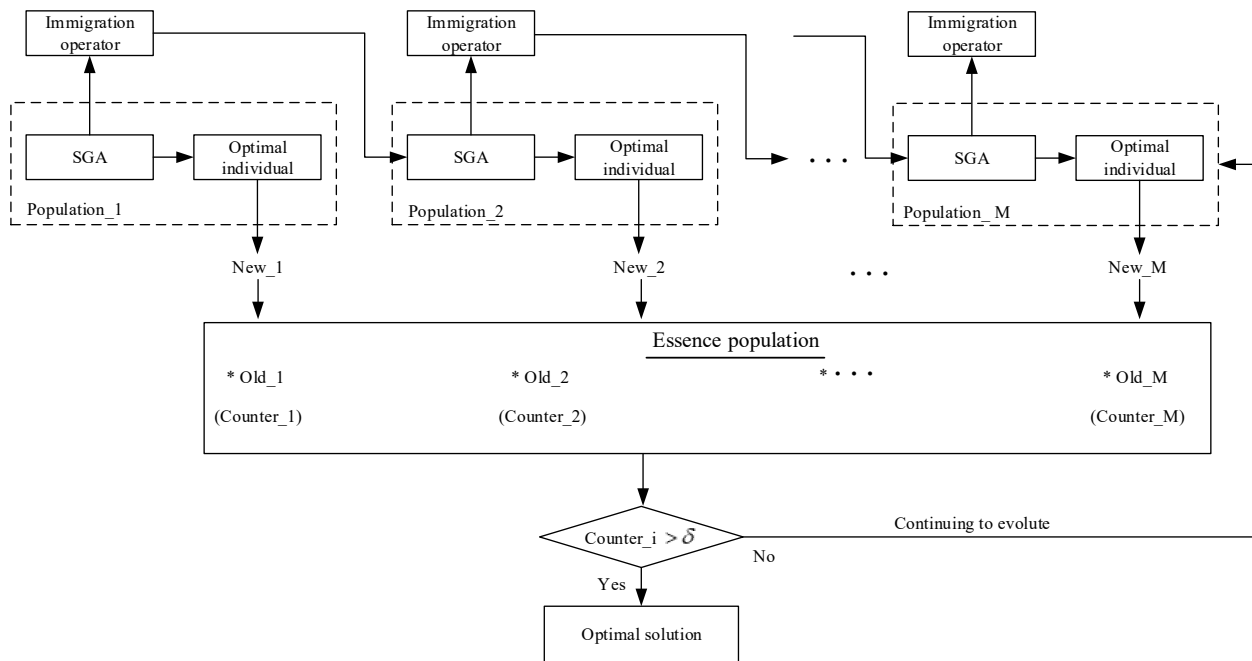 Immigration
operator
Immigration
operator
. . .
Immigration
operator
SGA
Optimal
individual
Population_1
SGA
Optimal
individual
Population_2
. . .
SGA
Optimal
individual
Population_ M
New_1
New_2
. . .
New_M
Essence population
* Old_1
* Old_2
* . . .
* Old_M
(Counter_1)
(Counter_2)
(Counter_M)
Counter_i > δ
Continuing to evolute
No
Yes
Optimal solution